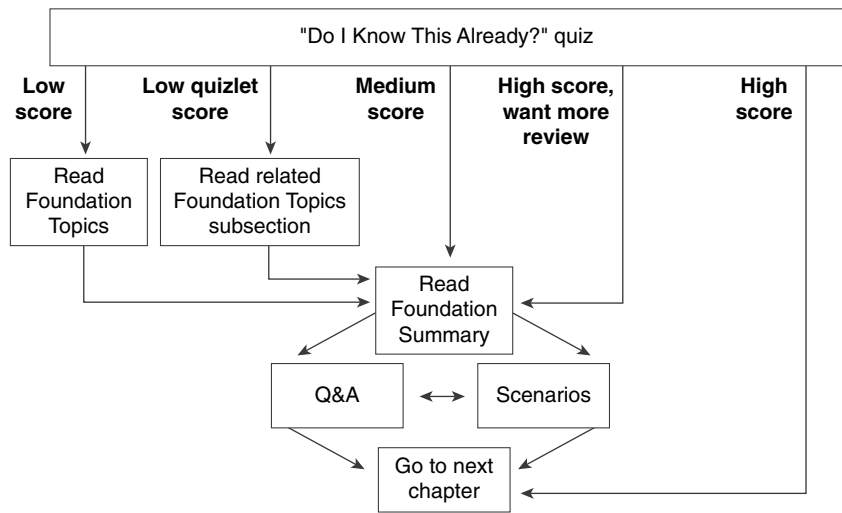 "Do I Know This Already?" quiz
Low
score
Low quizlet
score
Medium
score
High score,
want more
review
High
score
Read
Foundation
Topics
Read related
Foundation Topics
subsection
Read
Foundation
Summary
Q&A
Scenarios
Go to next
chapter